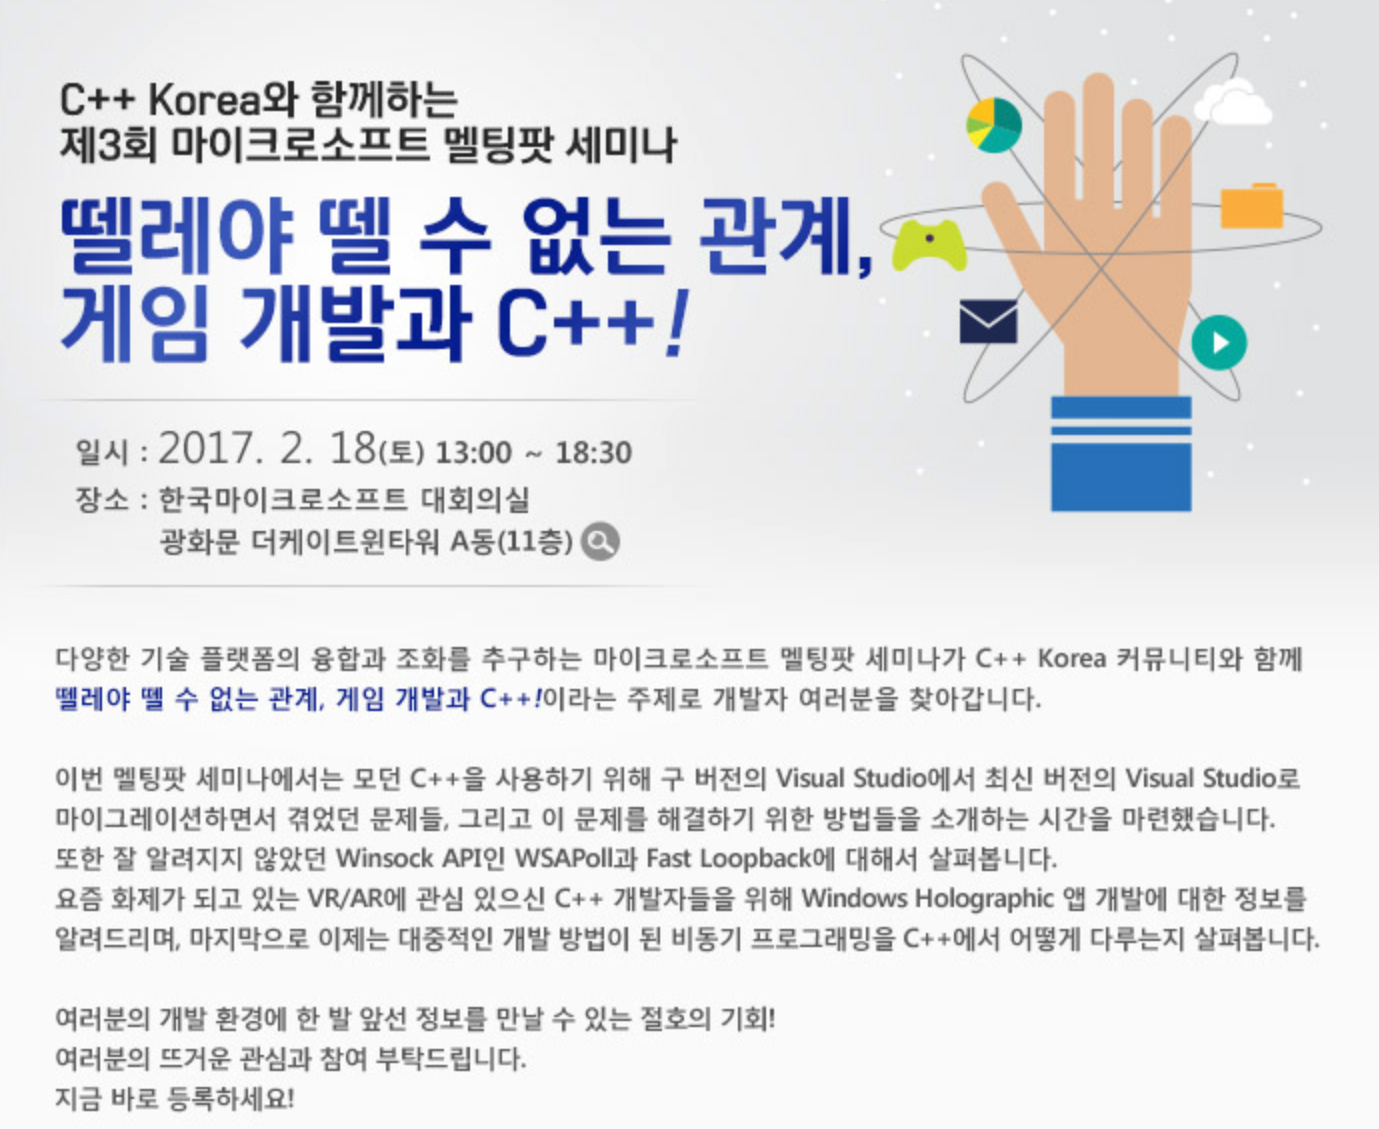 C++ Korea와 함께하는
제3회 마이크로소프트 멜팅팟 세미나
뗄레야 뗄 수 없는 관계,
게임 개발과 C++!
일시 : 2017. 2. 18(토) 13:00 ~ 18:30
장소 : 한국마이크로소프트 대회의실
광화문 더케이트윈타워 A동(11층)
다양한 기술 플랫폼의 융합과 조화를 추구하는 마이크로소프트 멜팅팟 세미나가 C++ Korea 커뮤니티와 함께
뗄레야 뗄 수 없는 관계, 게임 개발과 C++!이라는 주제로 개발자 여러분을 찾아갑니다.
이번 멜팅팟 세미나에서는 모던 C++을 사용하기 위해 구 버전의 Visual Studio에서 최신 버전의 Visual Studio로
마이그레이션하면서 겪었던 문제들, 그리고 이 문제를 해결하기 위한 방법들을 소개하는 시간을 마련했습니다.
또한 잘 알려지지 않았던 Winsock API인 WSAPoll과 Fast Loopback에 대해서 살펴봅니다.
요즘 화제가 되고 있는 VR/AR에 관심 있으신 C++ 개발자들을 위해 Windows Holographic 앱 개발에 대한 정보를
알려드리며, 마지막으로 이제는 대중적인 개발 방법이 된 비동기 프로그래밍을 C++에서 어떻게 다루는지 살펴봅니다.
여러분의 개발 환경에 한 발 앞선 정보를 만날 수 있는 절호의 기회!
여러분의 뜨거운 관심과 참여 부탁드립니다.
지금 바로 등록하세요!